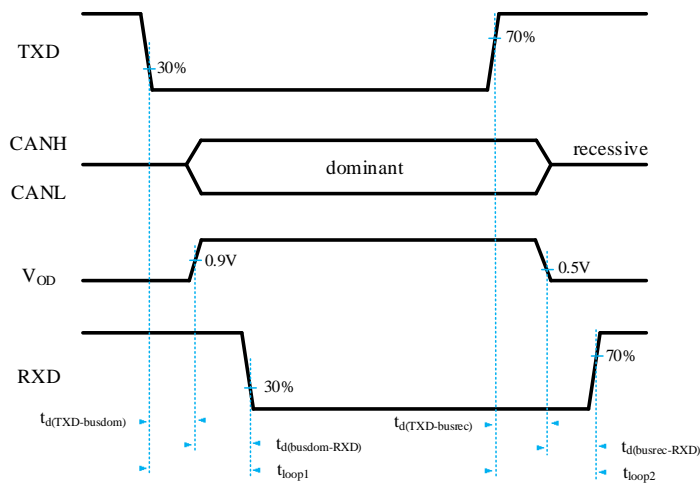 TXD
30%
70%
CANH
dominant
recessive
CANL
0.9V
0.5V
VOD
RXD
30%
70%
td(TXD-busdom)
td(busdom-RXD)
tloop1
td(TXD-busrec)
td(busrec-RXD)
tloop2